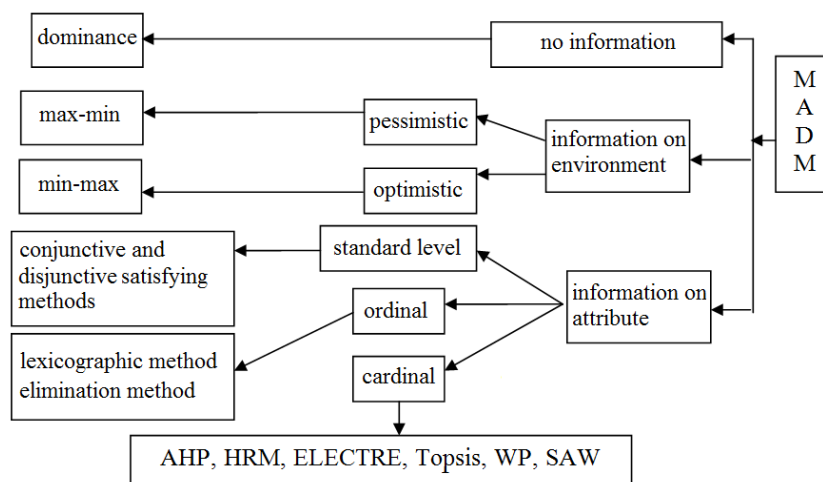 dominance
no information
M
A
D
M
max-min
pessimistic
information on
environment
min-max
optimistic
conjunctive and
disjunctive satisfying
methods
standard level
information on
attribute
ordinal
lexicographic method
elimination method
cardinal
AHP, HRM, ELECTRE, Topsis, WP, SAW